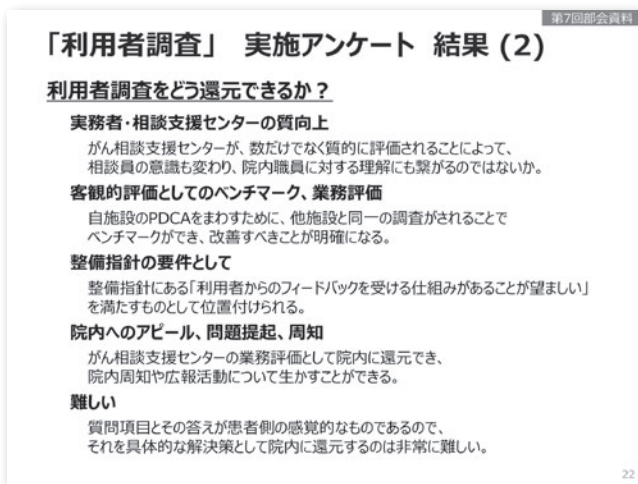 第7回部会資料
「利用者調査」 実施アンケート 結果 (2)
利用者調査をどう還元できるか？
実務者・相談支援センターの質向上
がん相談支援センターが、数だけでなく質的に評価されることによって、
相談員の意識も変わり、院内職員に対する理解にも繋がるのではないか。
客観的評価としてのベンチマーク、業務評価
自施設のPDCAをまわすために、他施設と同一の調査がされることで
ベンチマークができ、改善すべきことが明確になる。
整備指針の要件として
整備指針にある「利用者からのフィードバックを受ける仕組みがあることが望ましい」
を満たすものとして位置付けられる。
院内へのアピール、問題提起、周知
がん相談支援センターの業務評価として院内に還元でき、
院内周知や広報活動について生かすことができる。
難しい
質問項目とその答えが患者側の感覚的なものであるので、
それを具体的な解決策として院内に還元するのは非常に難しい。
22